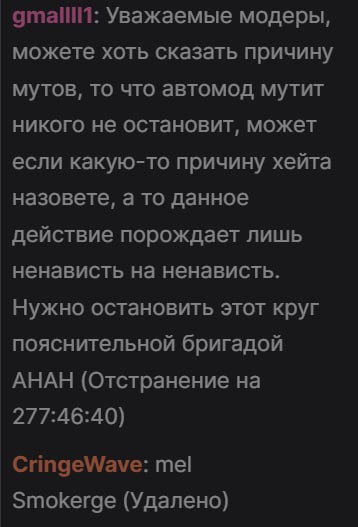 gmallll1: Уважаемые модеры,
можете хоть сказать причину
мутов, то что автомод мутит
никого не остановит, может
если какую-то причину хейта
назовете, а то данное
действие порождает лишь
ненависть на ненависть.
Нужно остановить этот круг
пояснительной бригадой
АНАН (Отстранение на
277:46:40)
CringeWave: mel
Smokerge (Удалено)